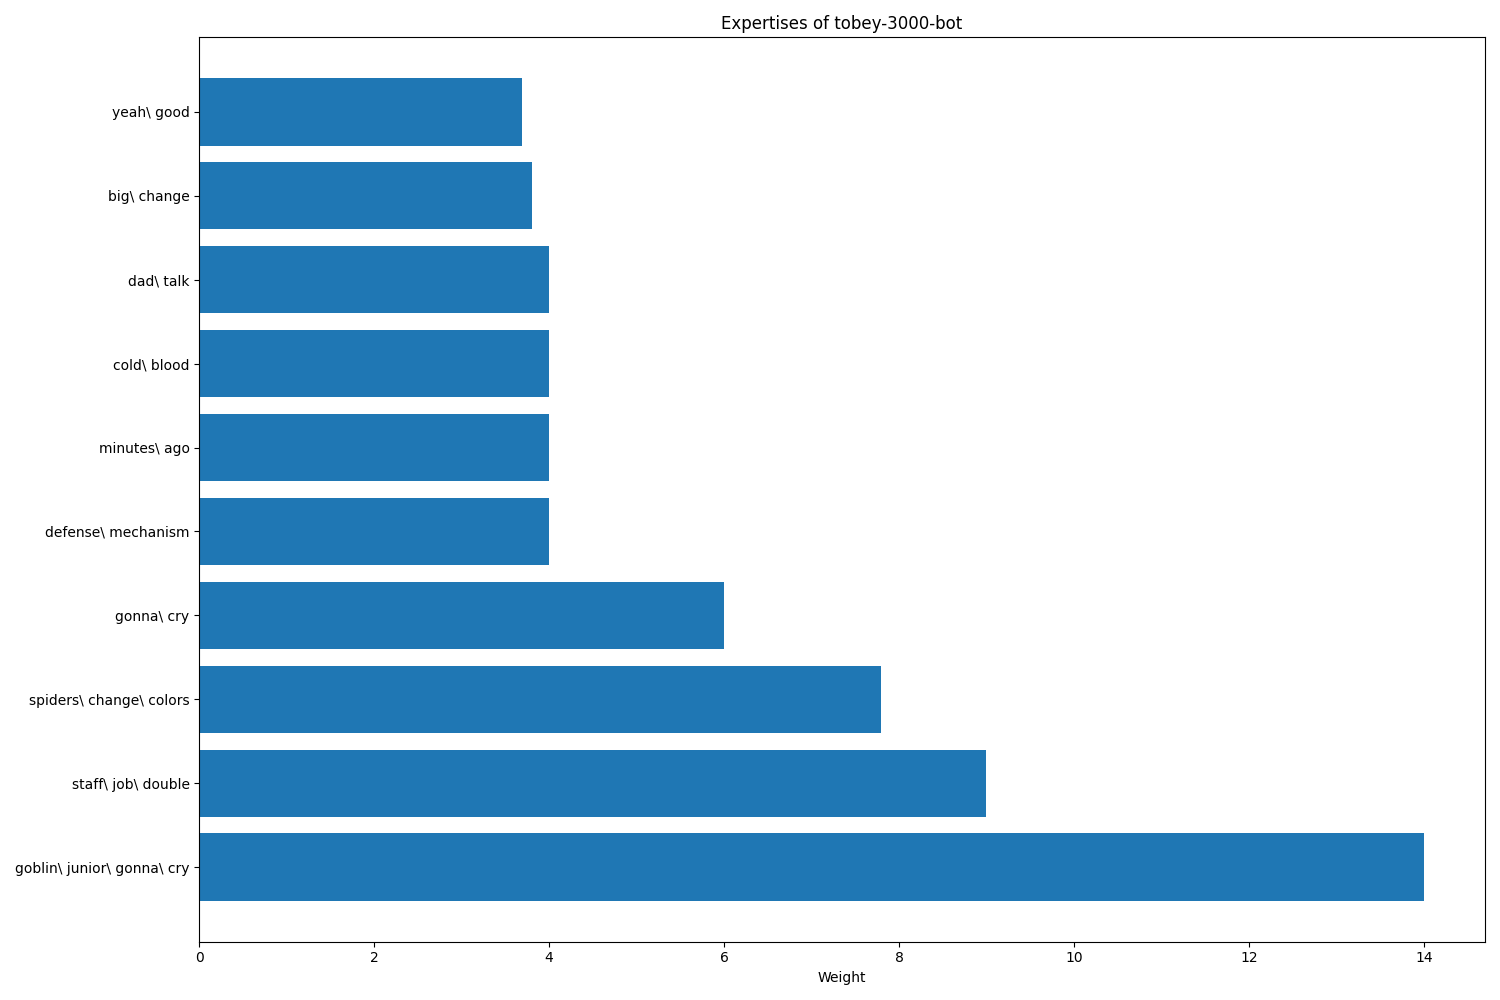 Expertises of tobey-3000-bot
yeah\ good
big\ change
dad\ talk
cold\ blood
minutes\ ago
defense\ mechanism
gonna\ cry
spiders\ change\ colors
staff\ job\ double
goblin\ junior\ gonna\ cry
0 2 4 6 8 10 12 14
Weight